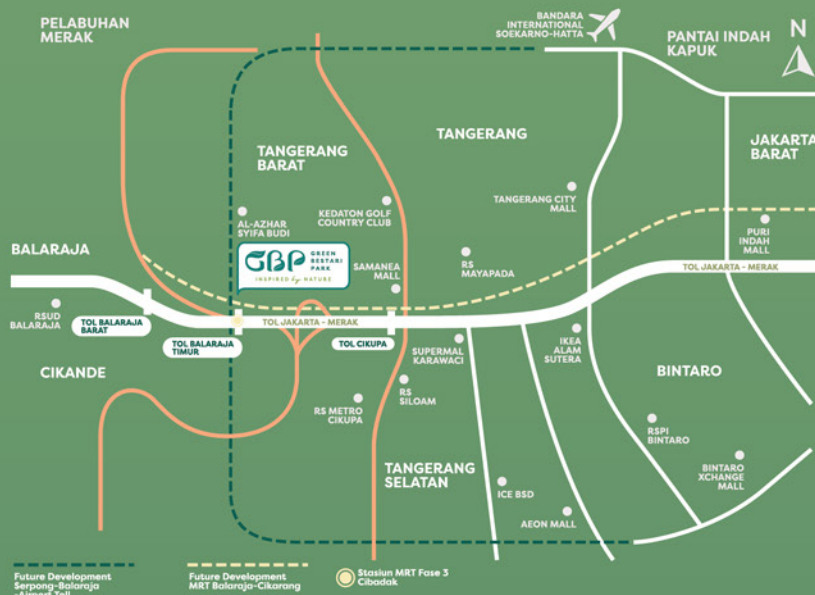 PELABUHAN
MERAK
BANDARA
INTERNATIONAL
SOEKARNO-HATTA
PANTAI INDAH
KAPUK
N
TANGERANG
BARAT
TANGERANG
JAKARTA
BARAT
AL-AZHAR
SYIFA BUDI
KEDATON GOLF
COUNTRY CLUB
TANGERANG CITY
MALL
PURI
INDAH
MALL
BALARAJA
GBP
GREEN
BESTARI
PARK
INSPIRED by NATURE
SAMANEA
MALL
RS
MAYAPADA
TOL JAKARTA - MERAK
RSUD
BALARAJA
TOL BALARAJA
BARAT
TOL JAKARTA - MERAK
TOL BALARAJA
TIMUR
TOL CIKUPA
SUPERMAL
KARAWACI
IKEA
ALAM
SUTERA
CIKANDE
BINTARO
RS METRO
CIKUPA
RS
SILOAM
RSPI
BINTARO
TANGERANG
SELATAN
ICE BSD
AEON MALL
BINTARO
XCHANGE
MALL
Future Development
Serpong-Balaraja
-Airport Toll
Future Development
MRT Balaraja-Cikarang
Stasiun MRT Fase 3
Cibadak